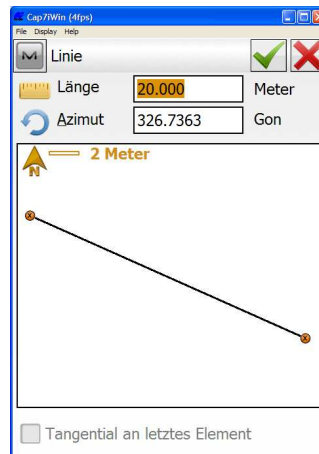 Cap7iWin (4fps)
File Display Help
M Linie
Länge 20.000 Meter
Azimut 326.7363 Gon
2 Meter
N
Tangential an letztes Element